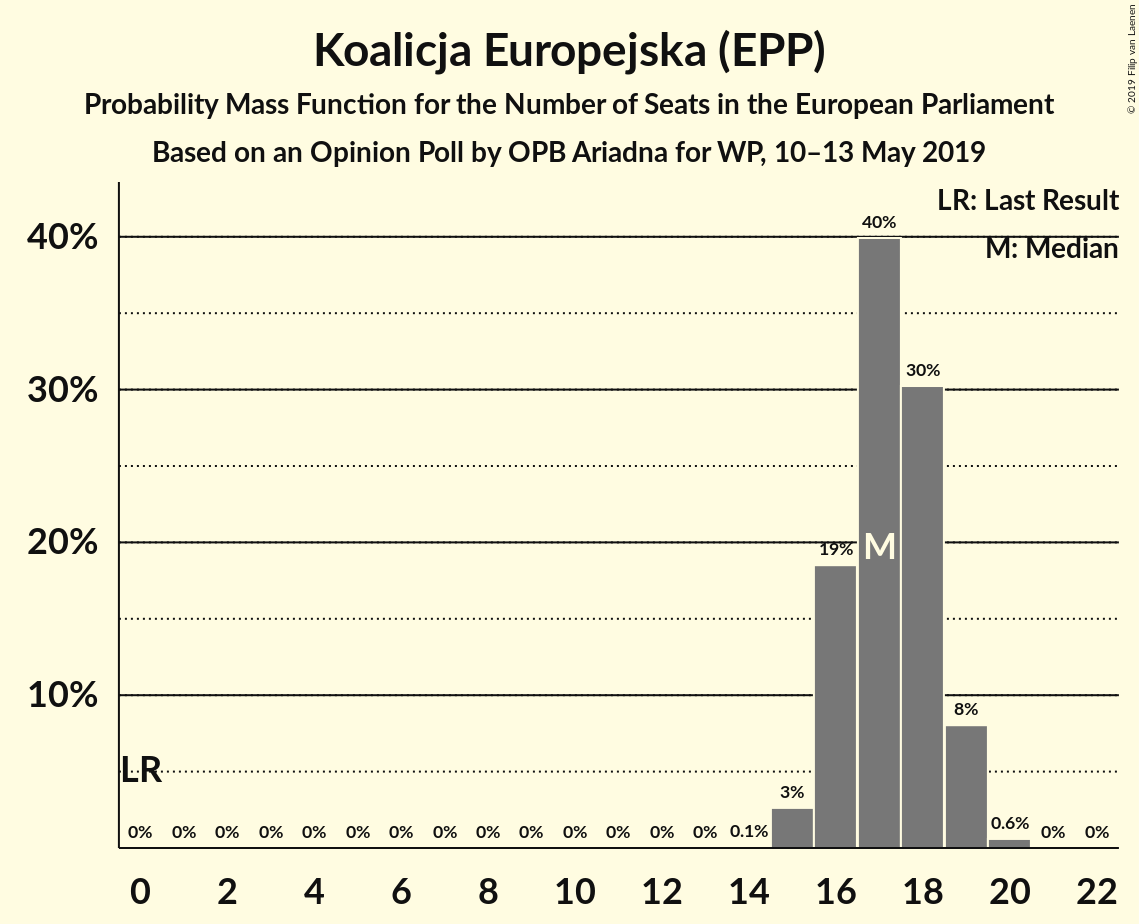 Koalicja Europejska (EPP)
Probability Mass Function for the Number of Seats in the European Parliament
Based on an Opinion Poll by OPB Ariadna for WP, 10–13 May 2019
© 2019 Filip van Laenen
LR: Last Result
M: Median
40%
30%
20%
10%
40%
30%
19%
M
8%
LR
3%
0% 0% 0% 0% 0% 0% 0% 0% 0% 0% 0% 0% 0% 0% 0.1% 0.6% 0% 0%
0 2 4 6 8 10 12 14 16 18 20 22